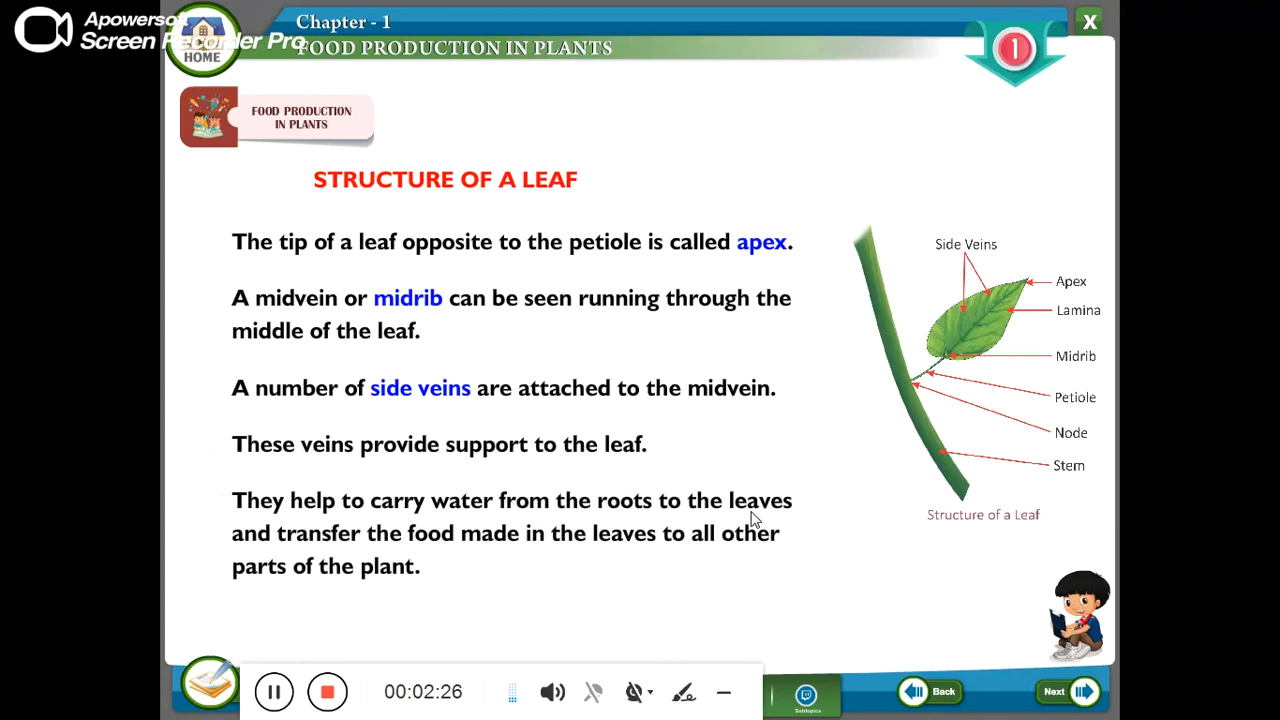 Apowersoft
Screen Recorder Pro
HOME
Chapter - 1
FOOD PRODUCTION IN PLANTS
1
X
FOOD PRODUCTION
IN PLANTS
STRUCTURE OF A LEAF
The tip of a leaf opposite to the petiole is called apex.
A midvein or midrib can be seen running through the
middle of the leaf.
A number of side veins are attached to the midvein.
These veins provide support to the leaf.
They help to carry water from the roots to the leaves
and transfer the food made in the leaves to all other
parts of the plant.
Side Veins
Apex
Lamina
Midrib
Petiole
Node
Stem
Structure of a Leaf
00:02:26
Subtopics
Back
Next